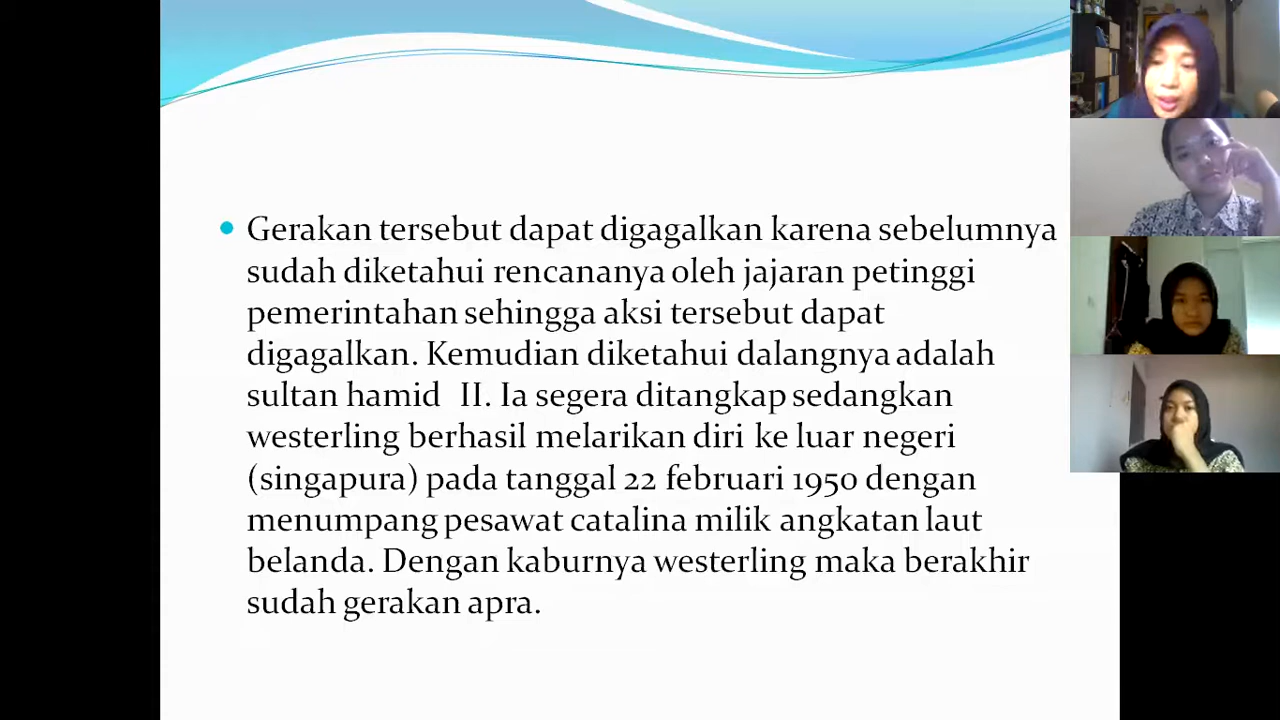 Gerakan tersebut dapat digagalkan karena sebelumnya
sudah diketahui rencananya oleh jajaran petinggi
pemerintahan sehingga aksi tersebut dapat
digagalkan. Kemudian diketahui dalangnya adalah
sultan hamid II. Ia segera ditangkap sedangkan
westerling berhasil melarikan diri ke luar negeri
(singapura) pada tanggal 22 februari 1950 dengan
menumpang pesawat catalina milik angkatan laut
belanda. Dengan kaburnya westerling maka berakhir
sudah gerakan apra.